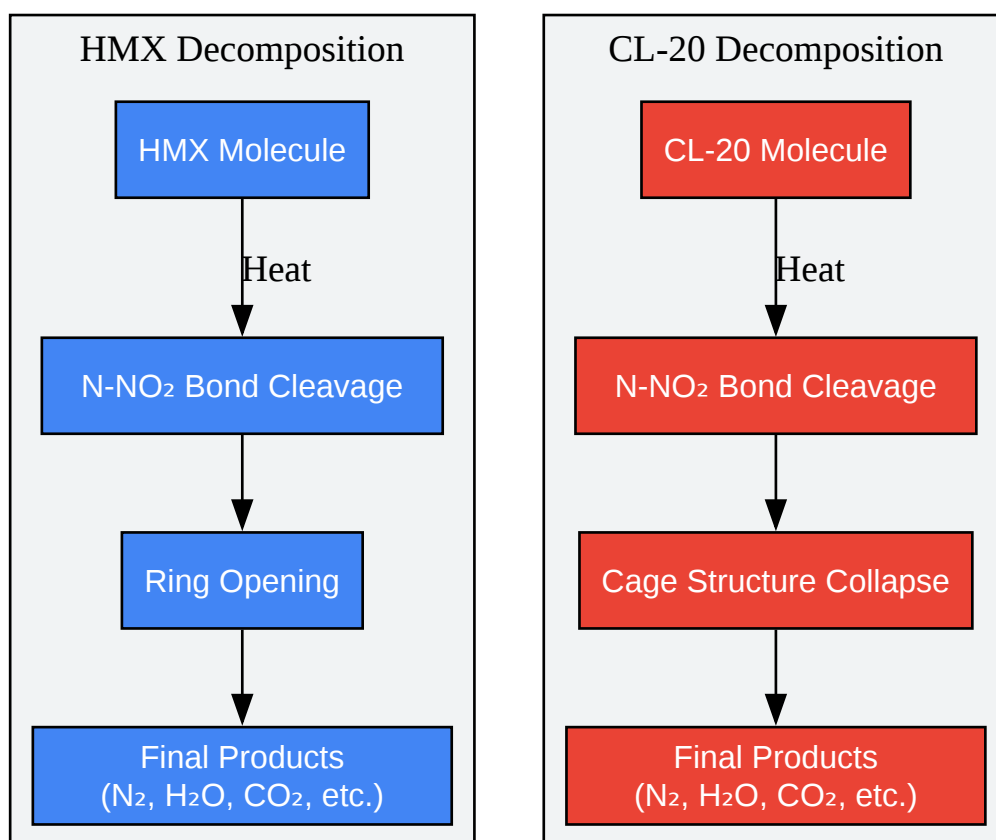 HMX Decomposition
HMX Molecule
Heat
N-NO₂ Bond Cleavage
Ring Opening
Final Products
(N₂, H₂O, CO₂, etc.)
CL-20 Decomposition
CL-20 Molecule
Heat
N-NO₂ Bond Cleavage
Cage Structure Collapse
Final Products
(N₂, H₂O, CO₂, etc.)